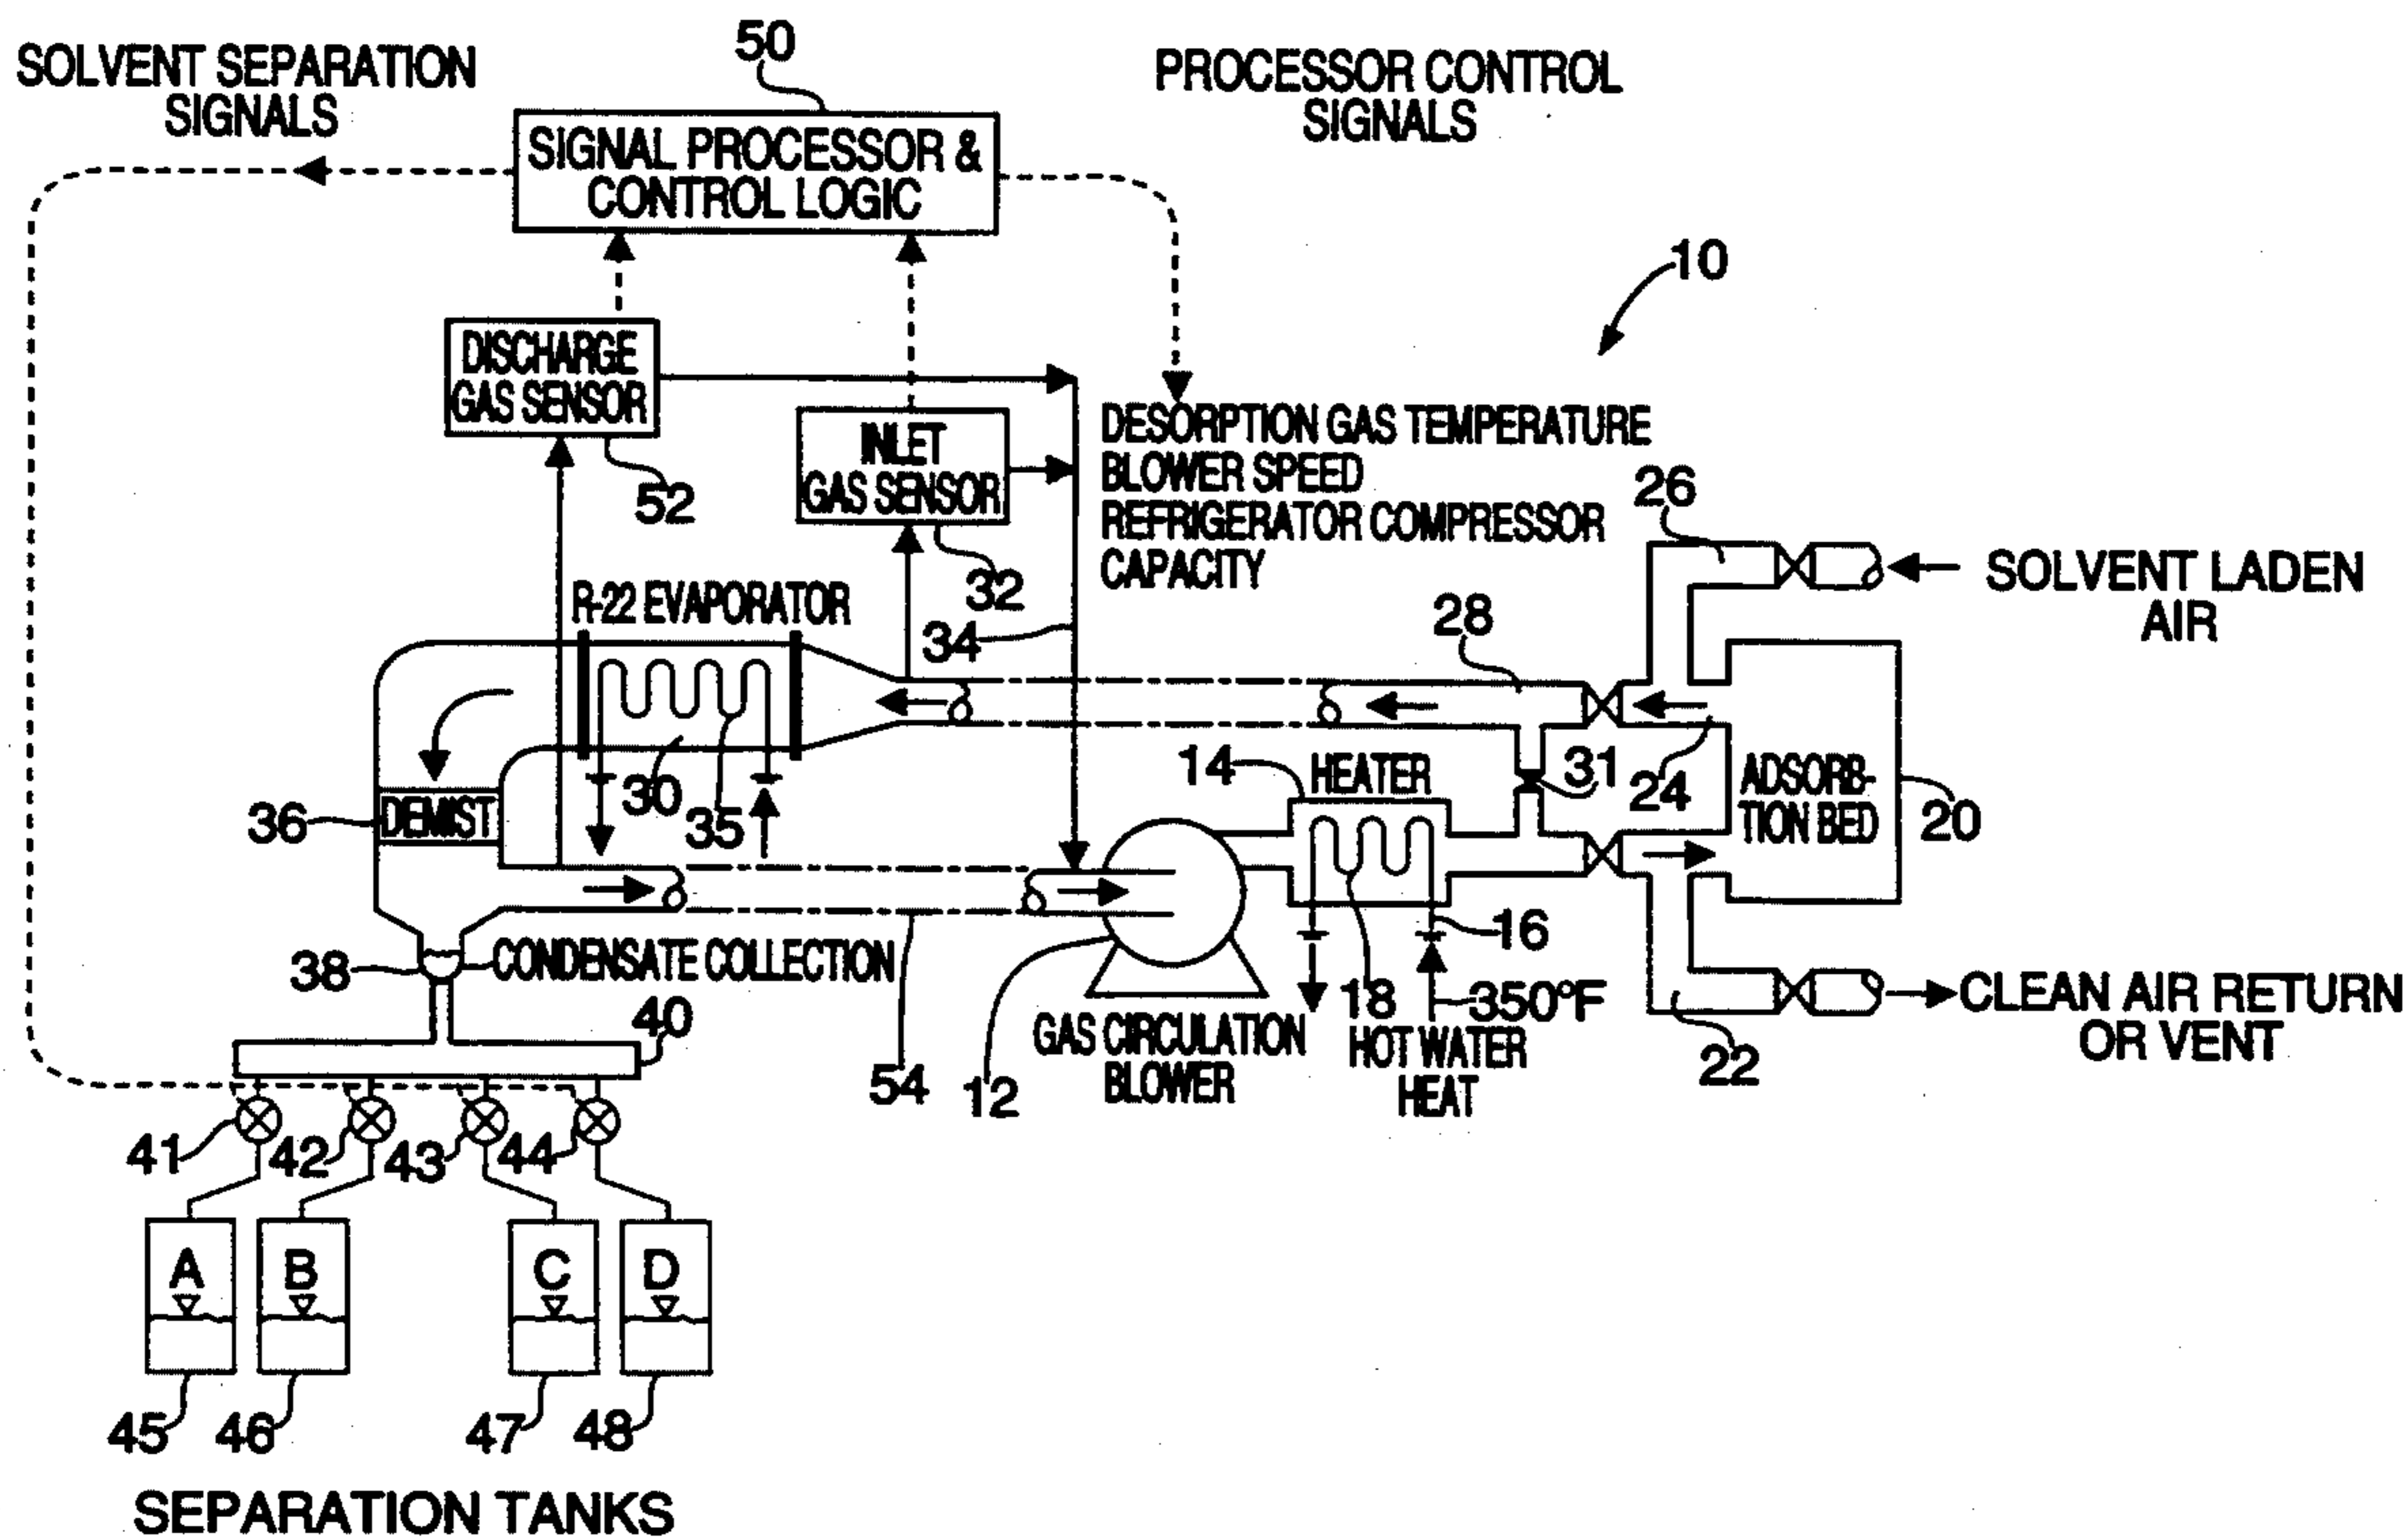 50
SOLVENT SEPARATION
SIGNALS
PROCESSOR CONTROL
SIGNALS
SIGNAL PROCESSOR &
CONTROL LOGIC
10
DISCHARGE
GAS SENSOR
52
INLET
GAS SENSOR
32
DESORPTION GAS TEMPERATURE
BLOWER SPEED
REFRIGERATOR COMPRESSOR
CAPACITY
26
SOLVENT LADEN
AIR
R-22 EVAPORATOR
34
28
14
HEATER
31
24
ADSORB-
TION BED
20
36
DEMIST
30
35
16
38
CONDENSATE COLLECTION
18
350°F
HOT WATER
HEAT
CLEAN AIR RETURN
OR VENT
22
40
54
12
GAS CIRCULATION
BLOWER
41
42
43
44
A
B
C
D
45
46
47
48
SEPARATION TANKS